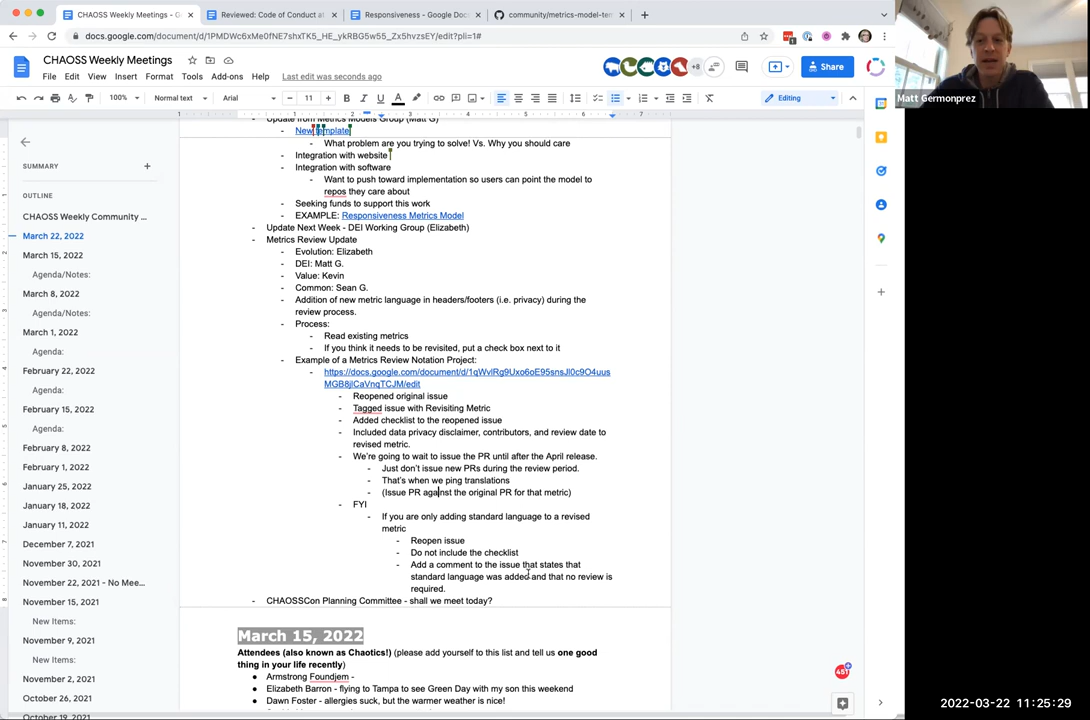 CHAOSS Weekly Meetings - G
Reviewed: Code of Conduct at
Responsiveness - Google Doc
community/metrics-model-tem
docs.google.com/document/d/1PMDWc6xMe0fNE7shxTK5_HE_ykRBG5w55_Zx5hvzsEY/edit?pli=1#
CHAOSS Weekly Meetings
File Edit View Insert Format Tools Add-ons Help Last edit was seconds ago
+8
Share
100% Normal text Arial 11 B I U A Editing
Matt Germonprez
SUMMARY
OUTLINE
CHAOSS Weekly Community ...
March 22, 2022
March 15, 2022
Agenda/Notes:
March 8, 2022
Agenda/Notes:
March 1, 2022
Agenda:
February 22, 2022
Agenda:
February 15, 2022
Agenda:
February 8, 2022
February 1, 2022
January 25, 2022
January 18, 2022
January 11, 2022
December 7, 2021
November 30, 2021
November 22, 2021 - No Mee...
November 15, 2021
New Items:
November 9, 2021
New Items:
November 2, 2021
October 26, 2021
October 19, 2021
- Update from Metrics Models Group (Matt G)
- New Template
- What problem are you trying to solve! Vs. Why you should care
- Integration with website
- Integration with software
- Want to push toward implementation so users can point the model to
repos they care about
- Seeking funds to support this work
- EXAMPLE: Responsiveness Metrics Model
- Update Next Week - DEI Working Group (Elizabeth)
- Metrics Review Update
- Evolution: Elizabeth
- DEI: Matt G.
- Value: Kevin
- Common: Sean G.
- Addition of new metric language in headers/footers (i.e. privacy) during the
review process.
- Process:
- Read existing metrics
- If you think it needs to be revisited, put a check box next to it
- Example of a Metrics Review Notation Project:
- https://docs.google.com/document/d/1qWvlRg9Uxo6oE95snsJl0c9O4uus
MGB8jlCaVnqTCJM/edit
- Reopened original issue
- Tagged issue with Revisiting Metric
- Added checklist to the reopened issue
- Included data privacy disclaimer, contributors, and review date to
revised metric.
- We're going to wait to issue the PR until after the April release.
- Just don't issue new PRs during the review period.
- That's when we ping translations
- (Issue PR against the original PR for that metric)
- FYI
- If you are only adding standard language to a revised
metric
- Reopen issue
- Do not include the checklist
- Add a comment to the issue that states that
standard language was added and that no review is
required.
- CHAOSSCon Planning Committee - shall we meet today?
March 15, 2022
Attendees (also known as Chaotics!) (please add yourself to this list and tell us one good
thing in your life recently)
● Armstrong Foundjem -
● Elizabeth Barron - flying to Tampa to see Green Day with my son this weekend
● Dawn Foster - allergies suck, but the warmer weather is nice!
2022-03-22 11:25:29